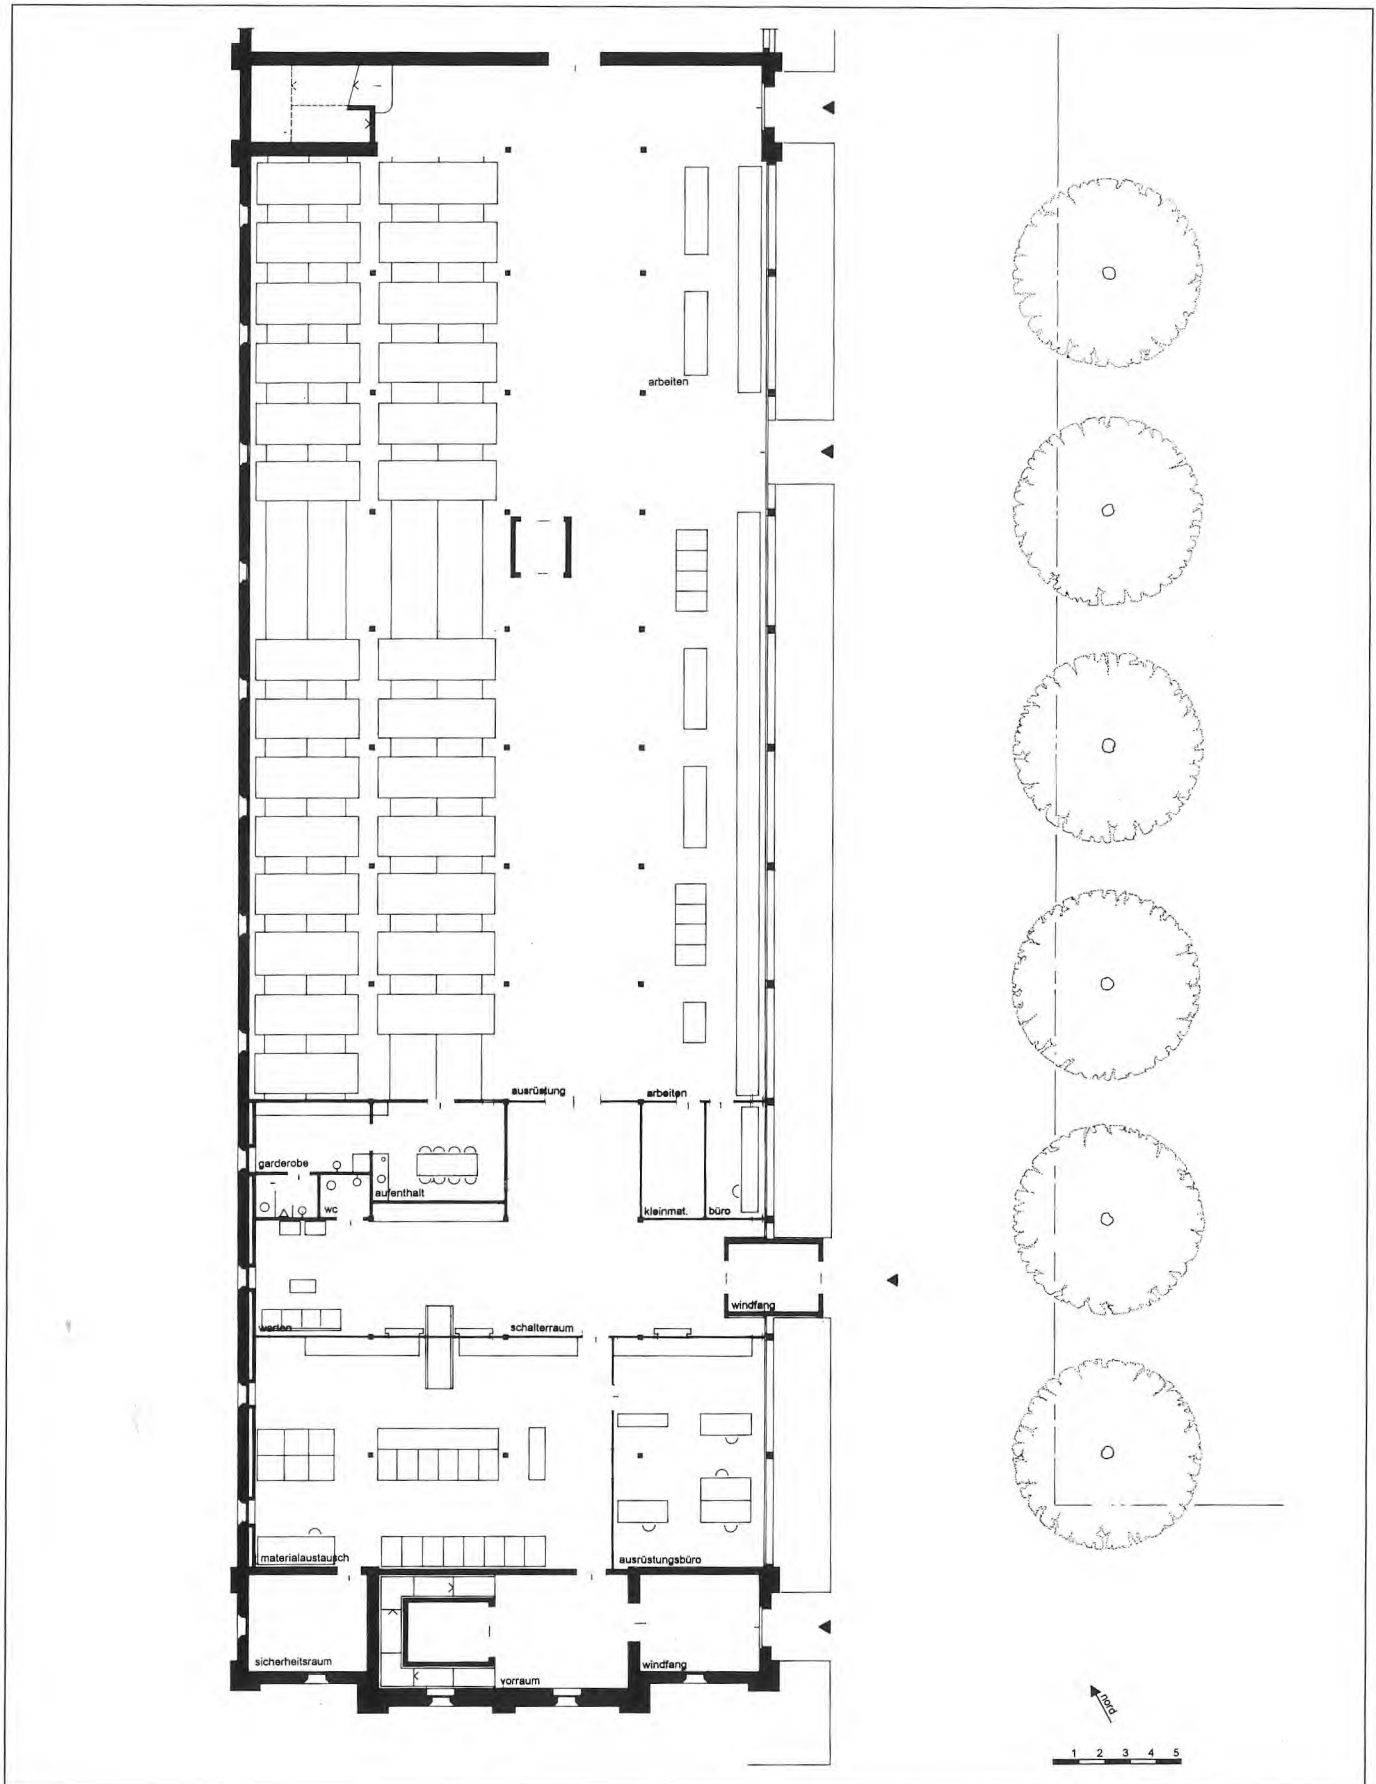 arbeiten
ausrüstung
arbeiten
garderobe
aufenthalt
wc
kleinmat.
büro
windfang
warten
schalterraum
materialaustausch
ausrüstungsbüro
sicherheitsraum
vorraum
windfang
nord
1 2 3 4 5